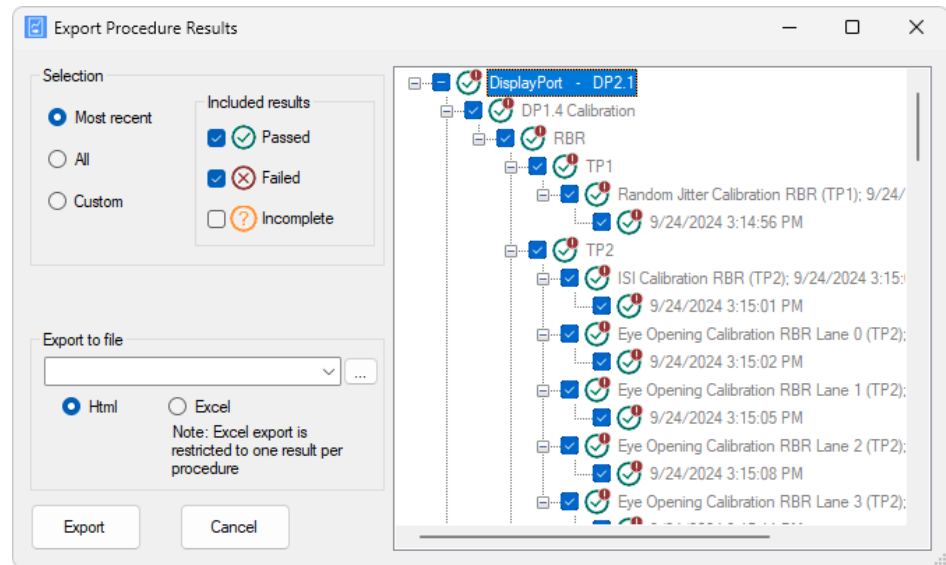 Export Procedure Results
Selection
Most recent
All
Custom
Included results
Passed
Failed
Incomplete
Export to file
...
Html
Excel
Note: Excel export is
restricted to one result per
procedure
Export
Cancel
DisplayPort - DP2.1
DP1.4 Calibration
RBR
TP1
Random Jitter Calibration RBR (TP1); 9/24/
9/24/2024 3:14:56 PM
TP2
ISI Calibration RBR (TP2); 9/24/2024 3:15:
9/24/2024 3:15:01 PM
Eye Opening Calibration RBR Lane 0 (TP2);
9/24/2024 3:15:02 PM
Eye Opening Calibration RBR Lane 1 (TP2);
9/24/2024 3:15:05 PM
Eye Opening Calibration RBR Lane 2 (TP2);
9/24/2024 3:15:08 PM
Eye Opening Calibration RBR Lane 3 (TP2);